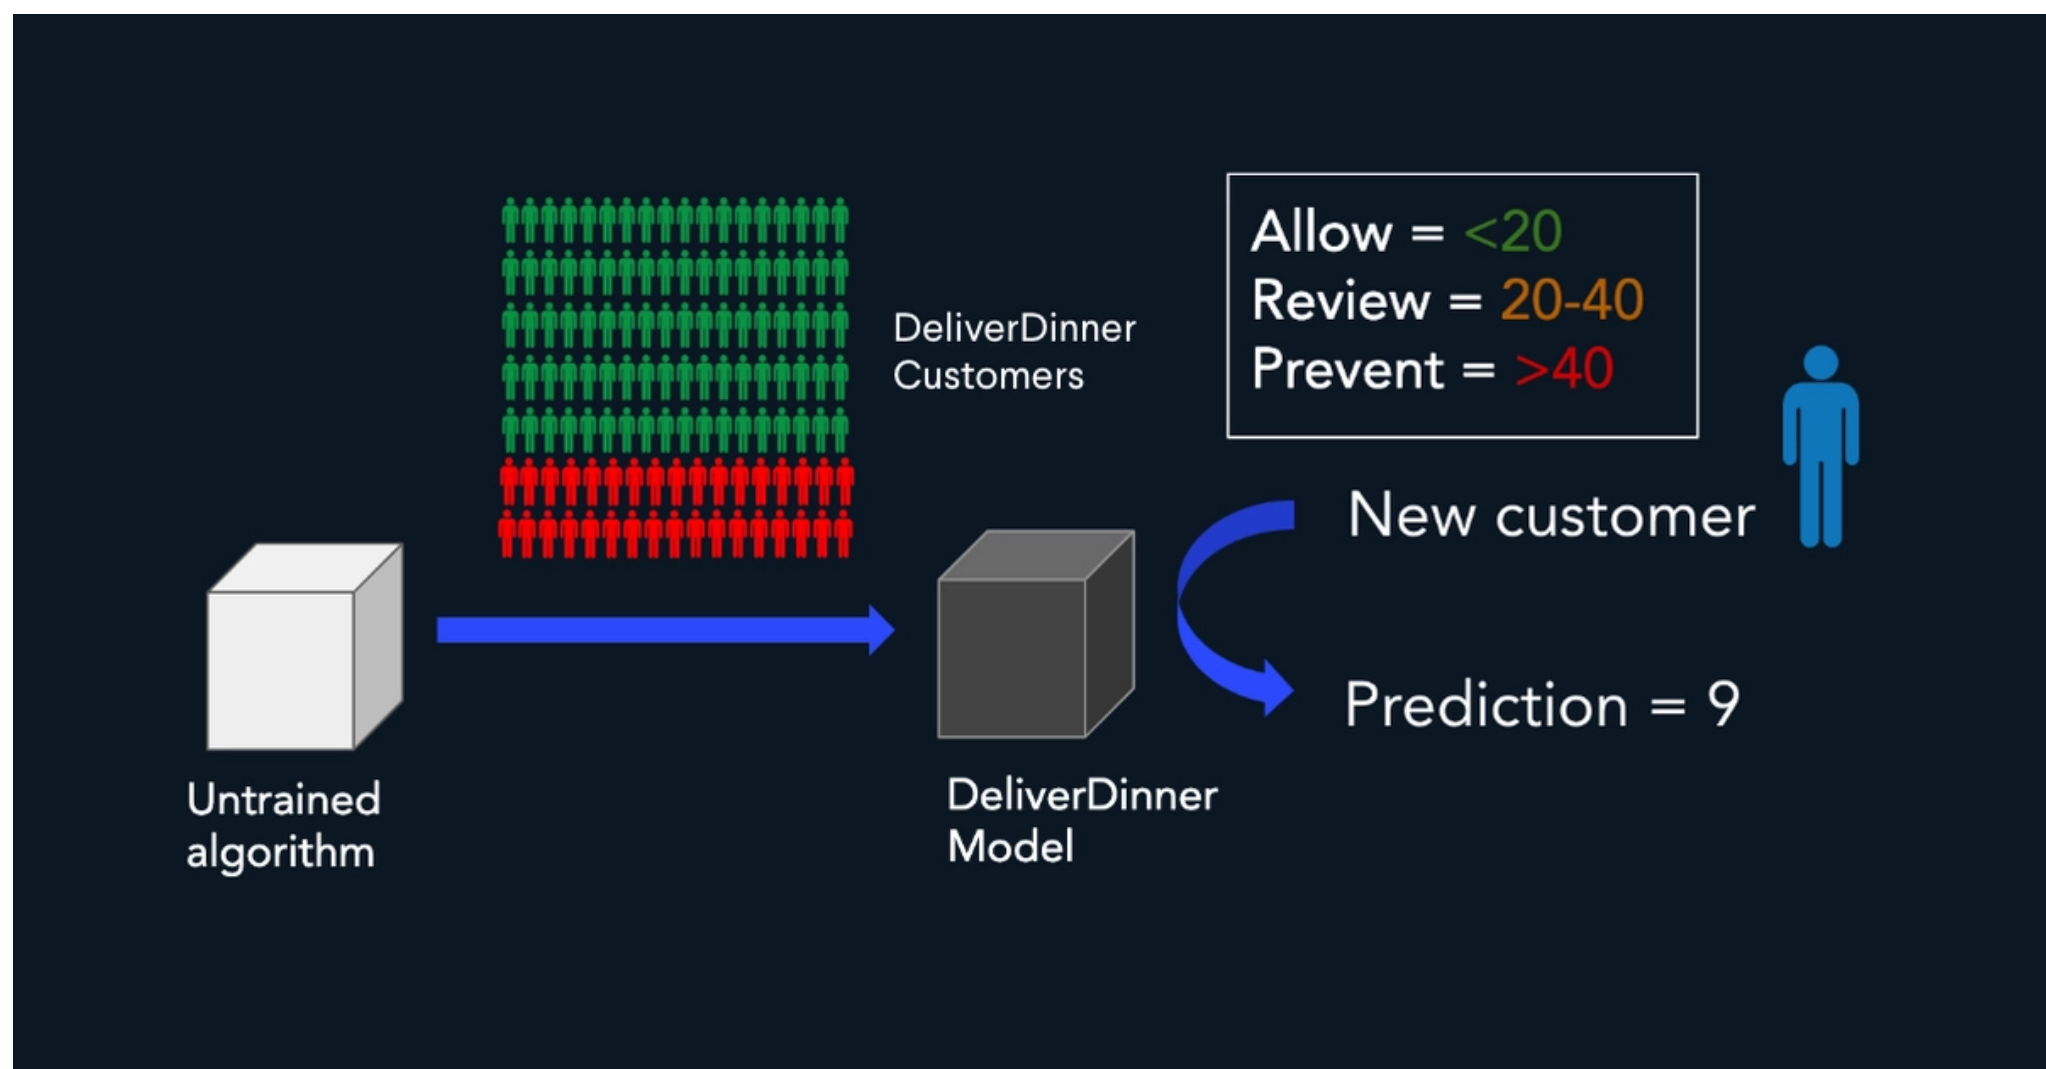 Allow = <20
Review = 20-40
Prevent = >40
DeliverDinner
Customers
New customer
Prediction = 9
Untrained
algorithm
DeliverDinner
Model